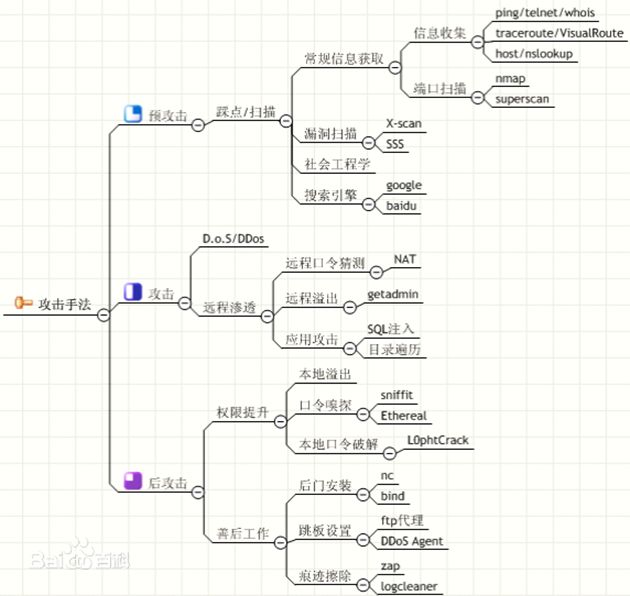 攻击手法
预攻击
踩点/扫描
常规信息获取
信息收集
ping/telnet/whois
traceroute/VisualRoute
host/nslookup
端口扫描
nmap
superscan
漏洞扫描
X-scan
SSS
社会工程学
搜索引擎
google
baidu
攻击
D.o.S/DDos
远程渗透
远程口令猜测
NAT
远程溢出
getadmin
应用攻击
SQL注入
目录遍历
后攻击
权限提升
本地溢出
口令嗅探
sniffit
Ethereal
本地口令破解
L0phtCrack
善后工作
后门安装
nc
bind
跳板设置
ftp代理
DDoS Agent
痕迹擦除
zap
logcleaner
Bai百科